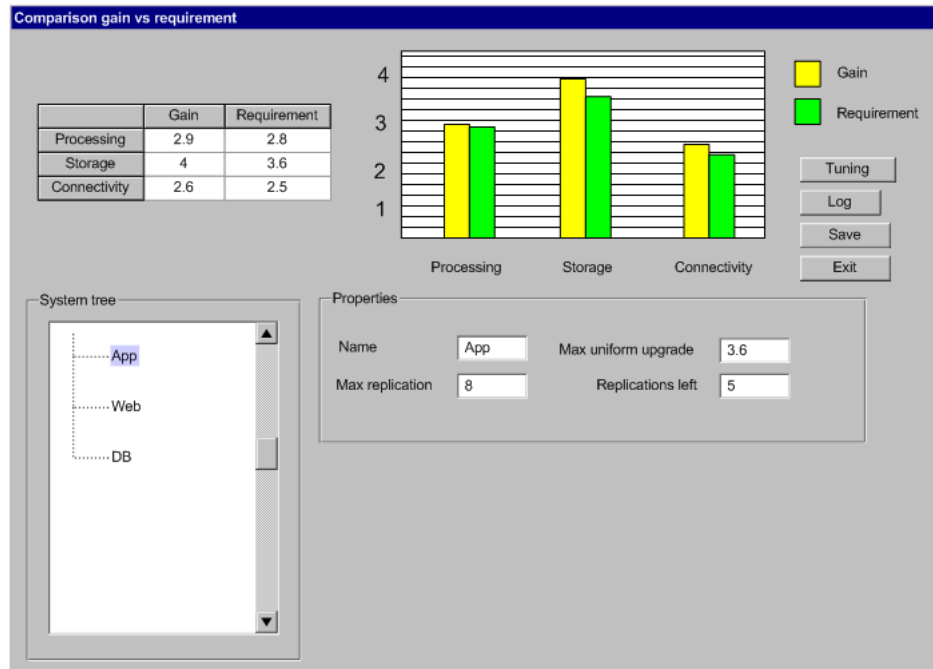 Comparison gain vs requirement
Gain Requirement
Processing 2.9 2.8
Storage 4 3.6
Connectivity 2.6 2.5
4
3
2
1
Processing Storage Connectivity
Gain
Requirement
Tuning
Log
Save
Exit
System tree
App
Web
DB
Properties
Name App Max uniform upgrade 3.6
Max replication 8 Replications left 5